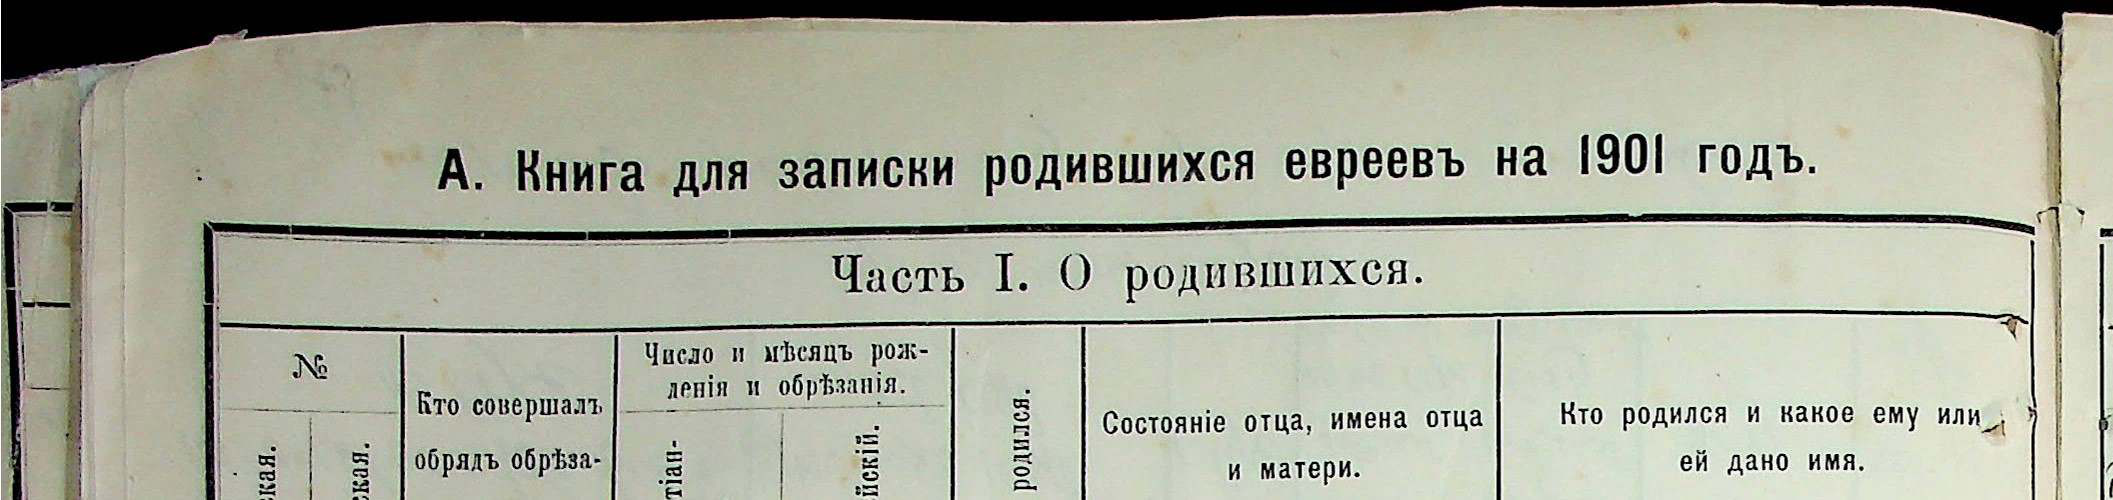 А. Книга для записки родившихся евреевъ на 1901 годъ.
Часть I. О родившихся.
№
Число и мѣсяцъ рож-
денія и обрѣзанія.
Кто совершалъ
обрядъ обрѣза-
родился.
Состояніе отца, имена отца
и матери.
Кто родился и какое ему или
ей дано имя.